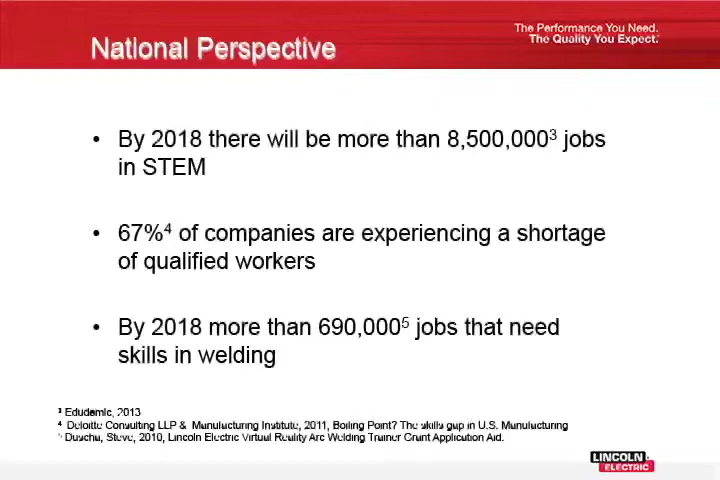 The Performance You Need.
The Quality You Expect.
National Perspective
• By 2018 there will be more than 8,500,000³ jobs
in STEM
• 67%⁴ of companies are experiencing a shortage
of qualified workers
• By 2018 more than 690,000⁵ jobs that need
skills in welding
³ Edudemic, 2013
⁴ Deloitte Consulting LLP & Manufacturing Institute, 2011, Boiling Point? The skills gap in U.S. Manufacturing
Steve, 2010, Lincoln Electric Virtual Reality Arc Welding Trainer Grant Application Aid.
LINCOLN
ELECTRIC